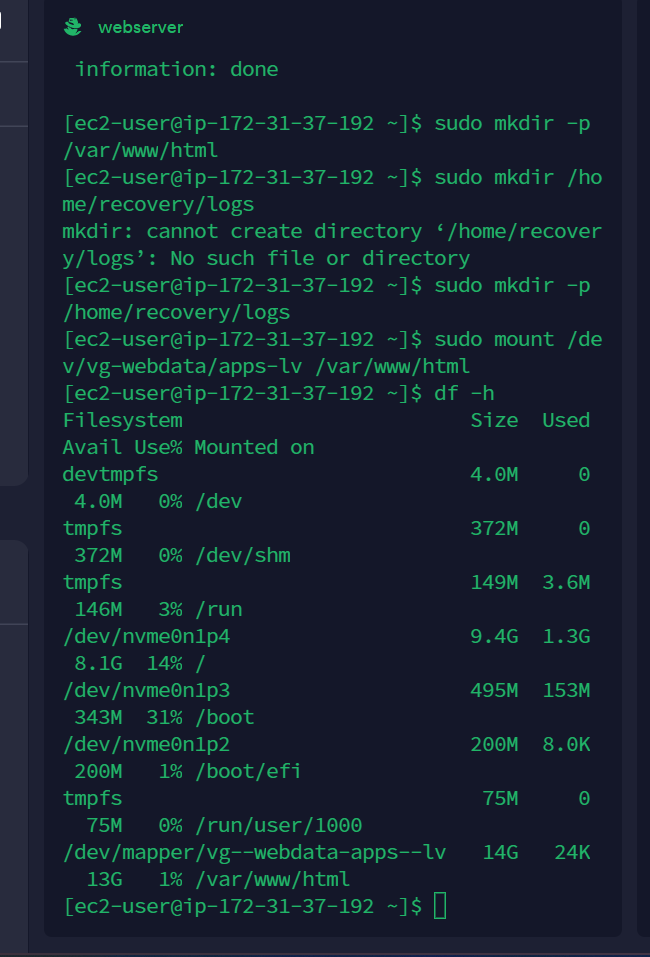 webserver
information: done
[ec2-user@ip-172-31-37-192 ~]$ sudo mkdir -p
/var/www/html
[ec2-user@ip-172-31-37-192 ~]$ sudo mkdir /ho
me/recovery/logs
mkdir: cannot create directory ‘/home/recover
y/logs’: No such file or directory
[ec2-user@ip-172-31-37-192 ~]$ sudo mkdir -p
/home/recovery/logs
[ec2-user@ip-172-31-37-192 ~]$ sudo mount /de
v/vg-webdata/apps-lv /var/www/html
[ec2-user@ip-172-31-37-192 ~]$ df -h
Filesystem                        Size  Used
Avail Use% Mounted on
devtmpfs                          4.0M     0
 4.0M   0% /dev
tmpfs                             372M     0
 372M   0% /dev/shm
tmpfs                             149M  3.6M
 146M   3% /run
/dev/nvme0n1p4                    9.4G  1.3G
 8.1G  14% /
/dev/nvme0n1p3                    495M  153M
 343M  31% /boot
/dev/nvme0n1p2                    200M  8.0K
 200M   1% /boot/efi
tmpfs                              75M     0
  75M   0% /run/user/1000
/dev/mapper/vg--webdata-apps--lv   14G   24K
  13G   1% /var/www/html
[ec2-user@ip-172-31-37-192 ~]$